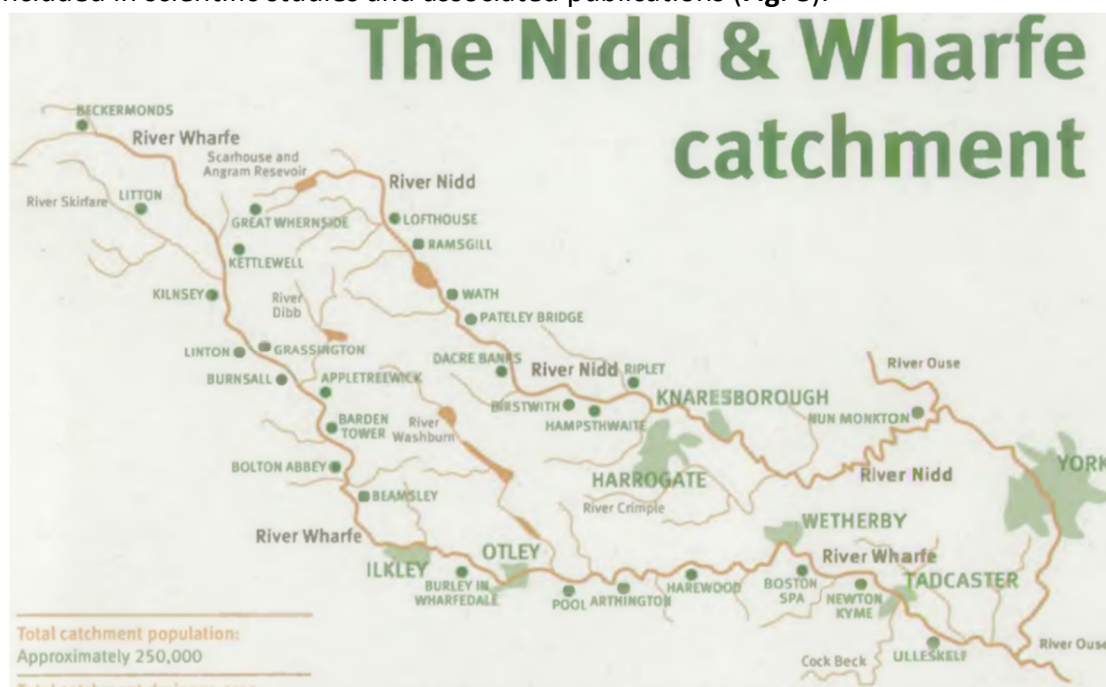 included in scientific studies and associated publications (Fig. 3).
The Nidd & Wharfe
catchment
BECKERMONDS
River Wharfe
Scarhouse and
Angram Resevoir
River Nidd
River Skirfare
LITTON
GREAT WHERNSIDE
LOFTHOUSE
RAMSGILL
KETTLEWELL
KILNSEY
River
Dibb
WATH
PATELEY BRIDGE
LINTON
GRASSINGTON
DACRE BANKS
River Nidd
RIPLET
River Ouse
BURNSALL
APPLETREEWICK
BIRSTWITH
HAMPSTHWAITE
KNARESBOROUGH
NUN MONKTON
BARDEN
TOWER
River
Washburn
BOLTON ABBEY
HARROGATE
River Nidd
YORK
BEAMSLEY
River Crimple
WETHERBY
River Wharfe
OTLEY
River Wharfe
ILKLEY
BURLEY IN
WHARFEDALE
POOL
ARTHINGTON
HAREWOOD
BOSTON
SPA
NEWTON
KYME
TADCASTER
Total catchment population:
Approximately 250,000
Cock Beck
ULLESKELF
River Ouse